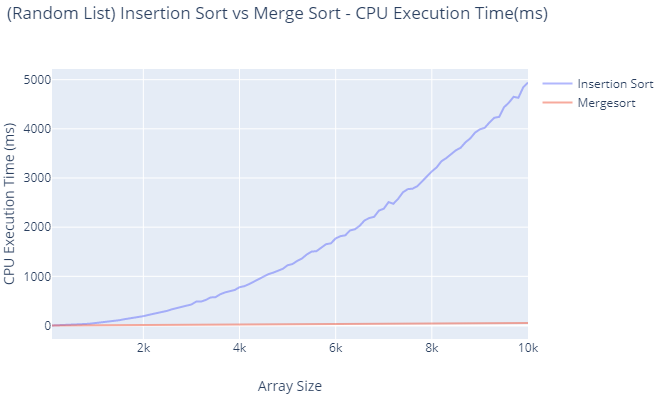 (Random List) Insertion Sort vs Merge Sort - CPU Execution Time(ms)
CPU Execution Time (ms)
5000
4000
3000
2000
1000
0
2k
4k
6k
8k
10k
Array Size
Insertion Sort
Mergesort